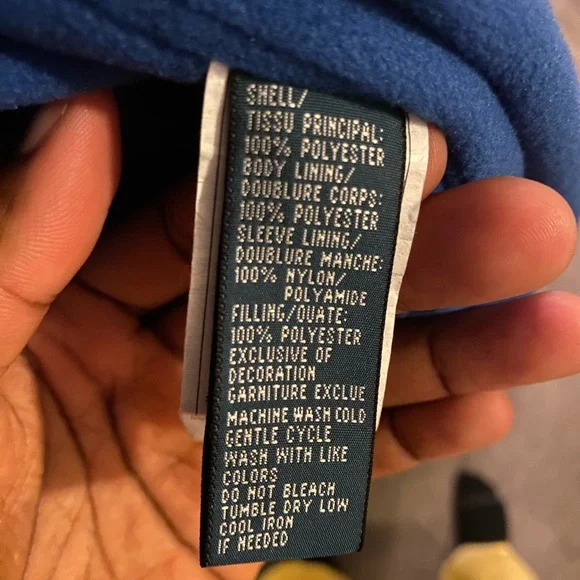 SHELL/
TISSU PRINCIPAL:
100% POLYESTER
BODY LINING/
DOUBLURE CORPS:
100% POLYESTER
SLEEVE LINING/
DOUBLURE MANCHE:
100% NYLON/
POLYAMIDE
FILLING/OUATE:
100% POLYESTER
EXCLUSIVE OF
DECORATION
GARNITURE EXCLUE
MACHINE WASH COLD
GENTLE CYCLE
WASH WITH LIKE
COLORS
DO NOT BLEACH
TUMBLE DRY LOW
COOL IRON
IF NEEDED